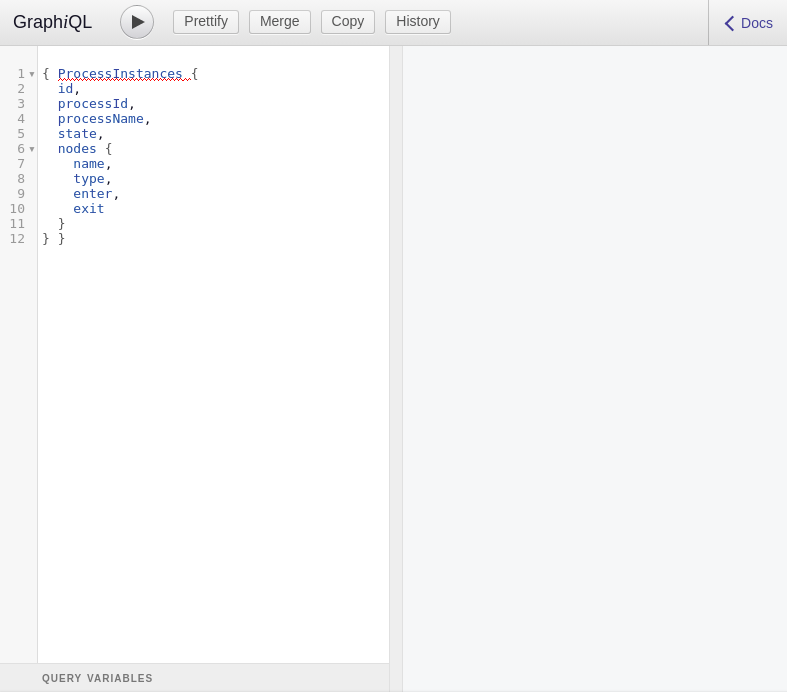 GraphiQL Prettify Merge Copy History Docs
1 { ProcessInstances {
2 id,
3 processId,
4 processName,
5 state,
6 nodes {
7 name,
8 type,
9 enter,
10 exit
11 }
12 } }
QUERY VARIABLES